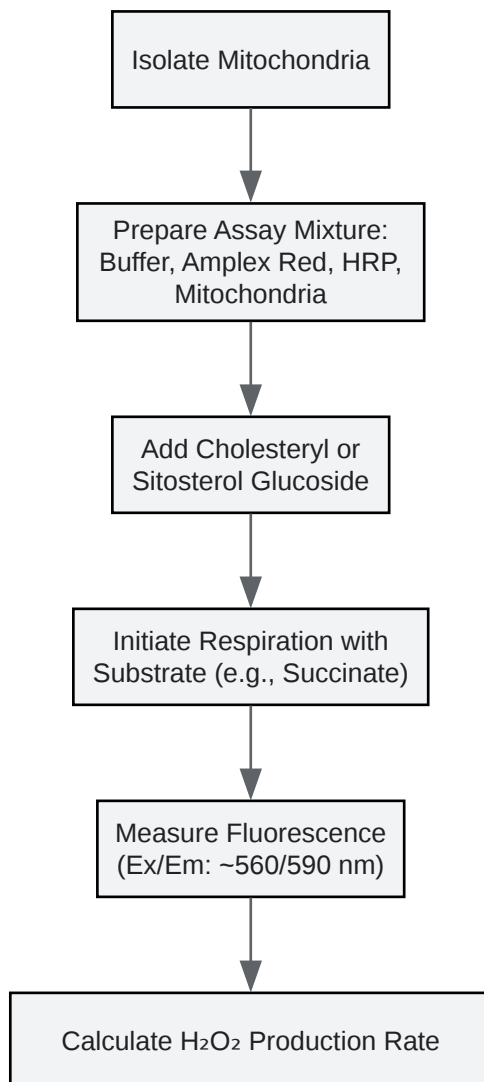 Isolate Mitochondria
Prepare Assay Mixture:
Buffer, Amplex Red, HRP,
Mitochondria
Add Cholesteryl or
Sitosterol Glucoside
Initiate Respiration with
Substrate (e.g., Succinate)
Measure Fluorescence
(Ex/Em: ~560/590 nm)
Calculate H₂O₂ Production Rate